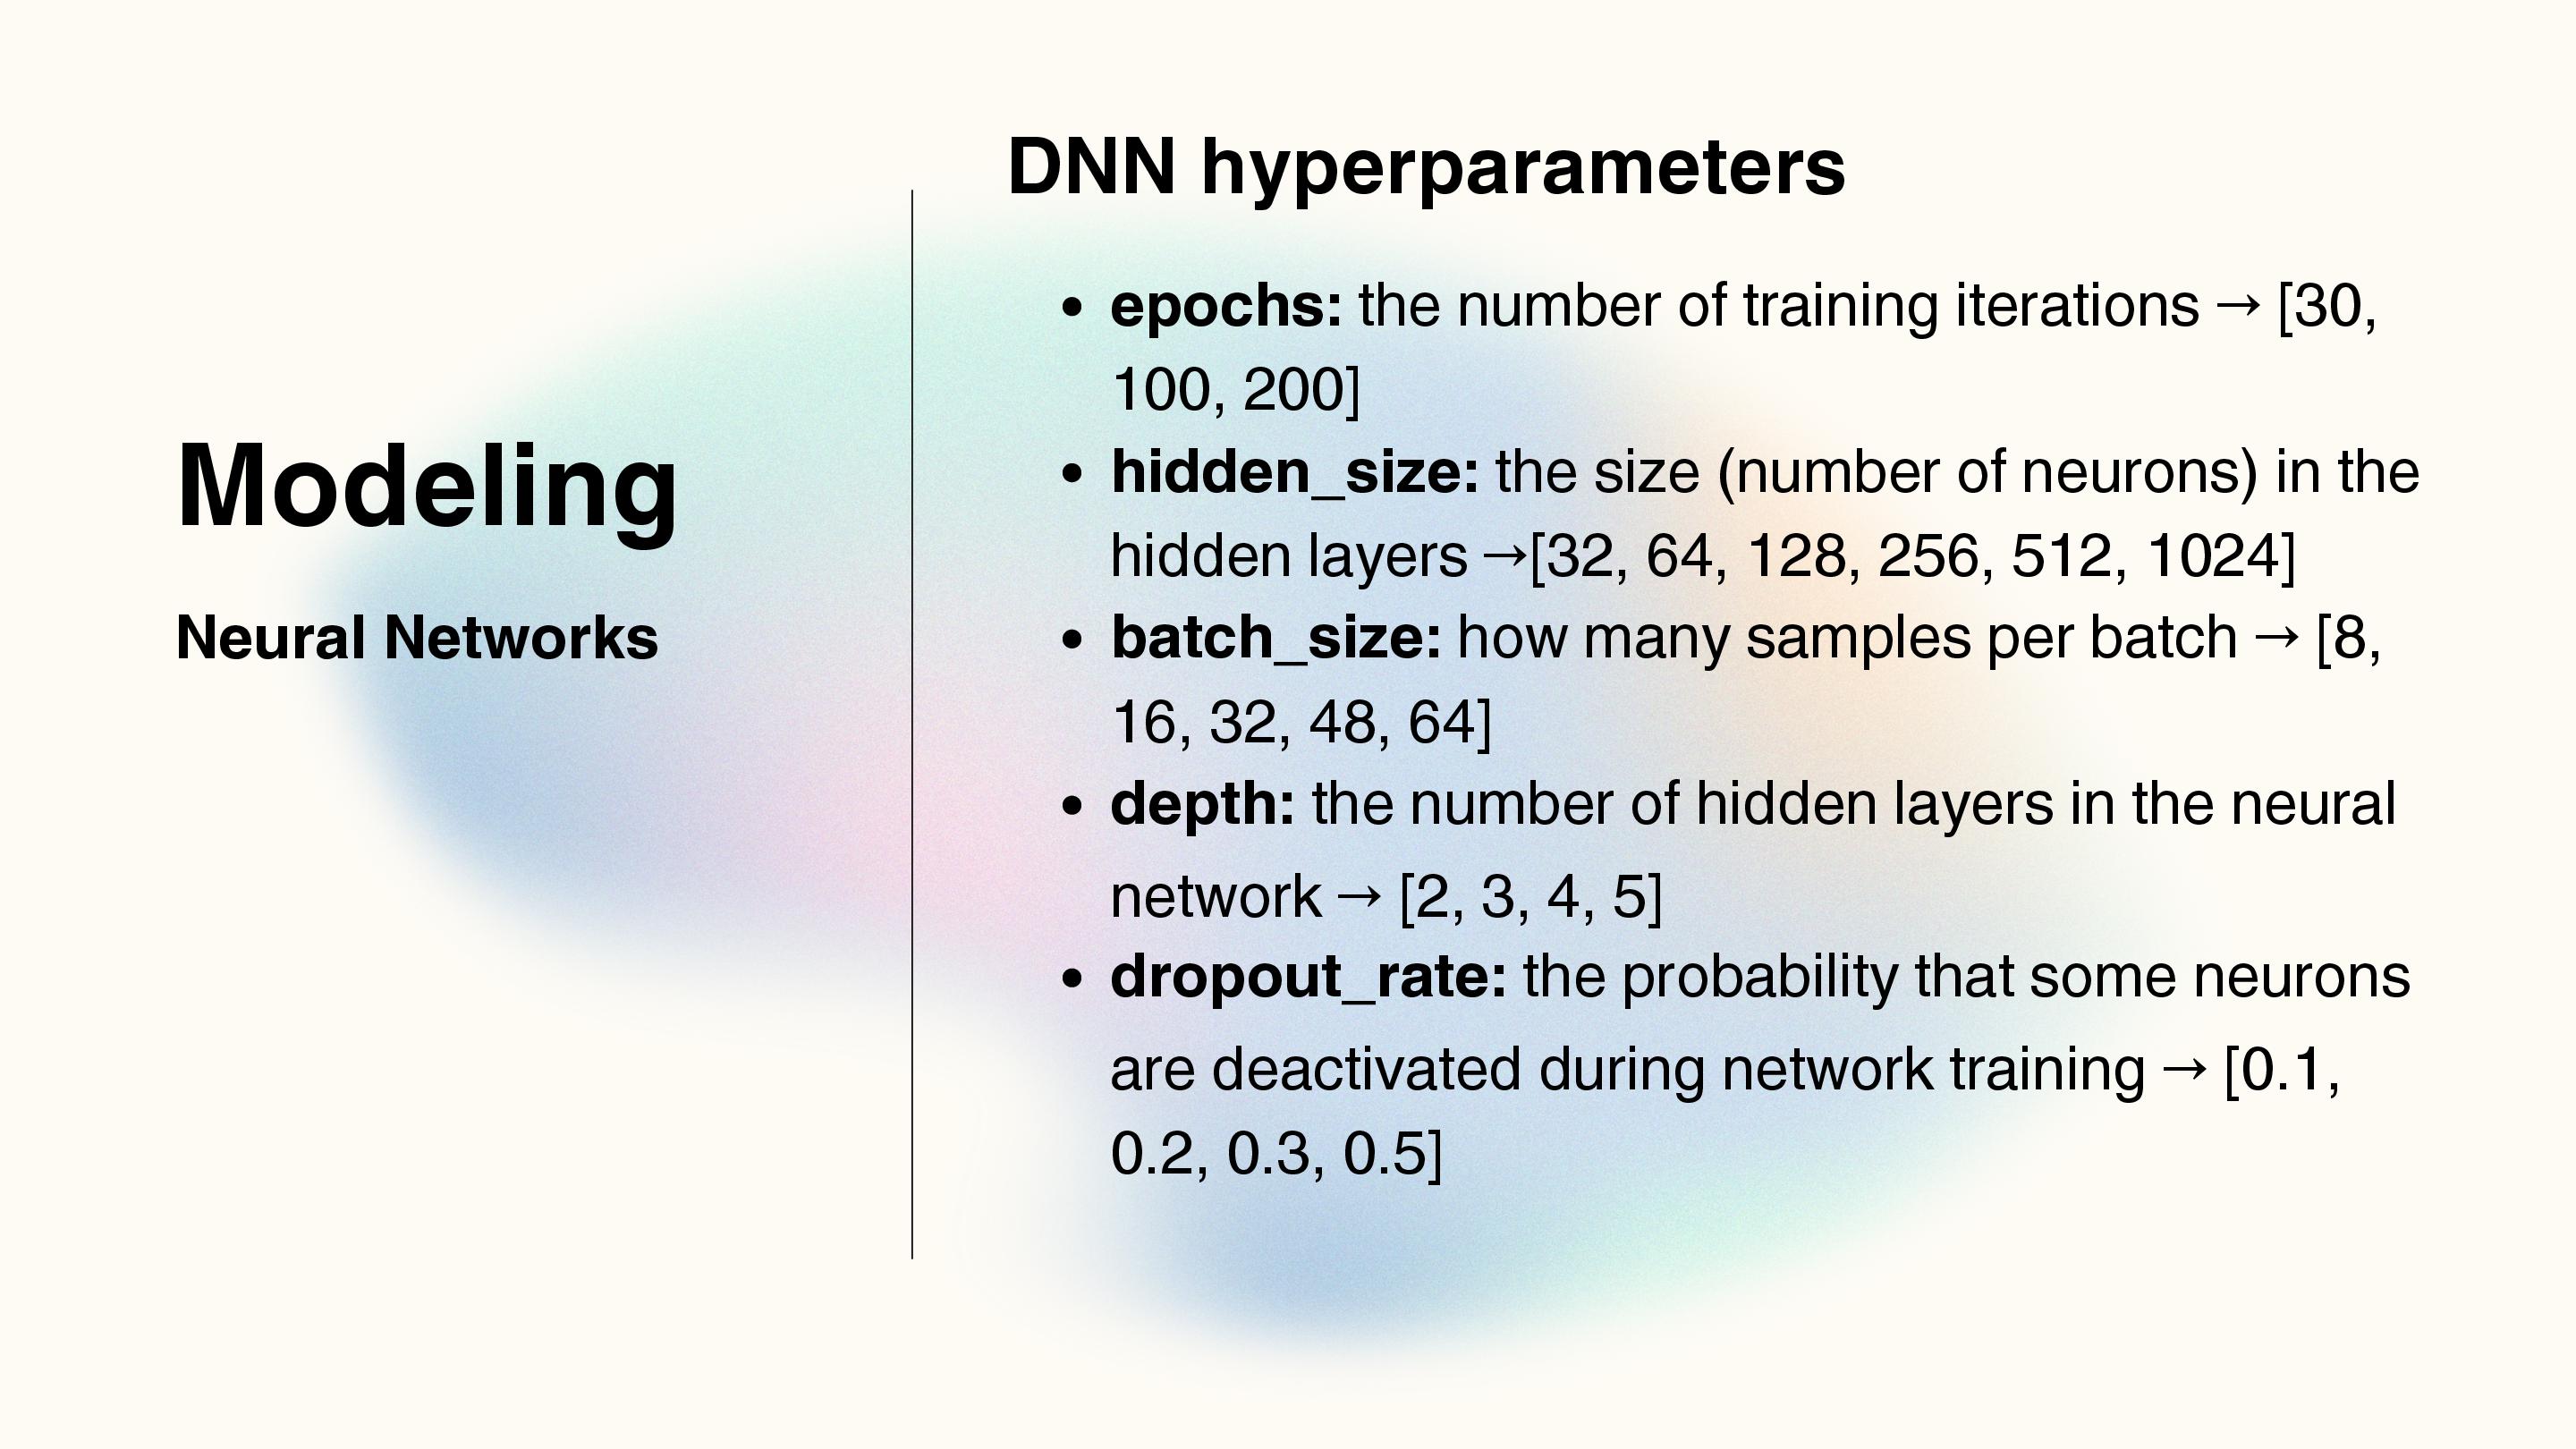 Modeling
Neural Networks
DNN hyperparameters
• epochs: the number of training iterations → [30,
100, 200]
• hidden_size: the size (number of neurons) in the
hidden layers →[32, 64, 128, 256, 512, 1024]
• batch_size: how many samples per batch → [8,
16, 32, 48, 64]
• depth: the number of hidden layers in the neural
network → [2, 3, 4, 5]
• dropout_rate: the probability that some neurons
are deactivated during network training → [0.1,
0.2, 0.3, 0.5]